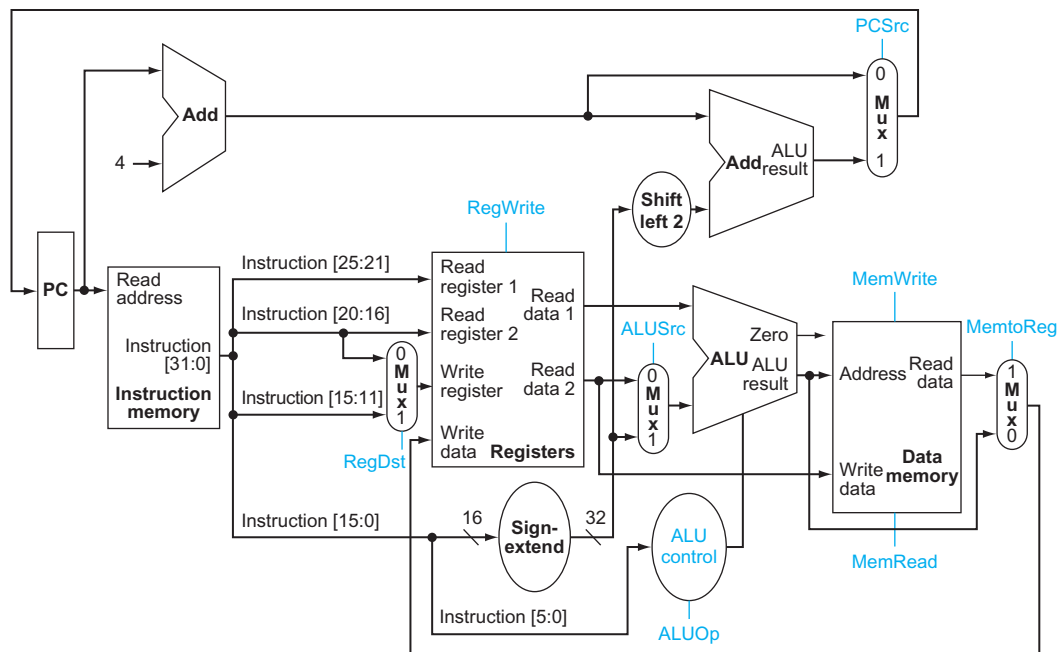 PCSrc
0
M
u
x
1
Add
4
Add
ALU
result
Shift
left 2
RegWrite
PC
Read
address
Instruction
[31:0]
Instruction
memory
Instruction [25:21]
Instruction [20:16]
Instruction [15:11]
0
M
u
x
1
RegDst
Read
register 1
Read
register 2
Write
register
Write
data
Read
data 1
Read
data 2
Registers
ALUSrc
0
M
u
x
1
Zero
ALU
ALU
result
MemWrite
Address
Read
data
Write
data
Data
memory
MemRead
MemtoReg
1
M
u
x
0
Instruction [15:0]
16
Sign-
extend
32
ALU
control
Instruction [5:0]
ALUOp